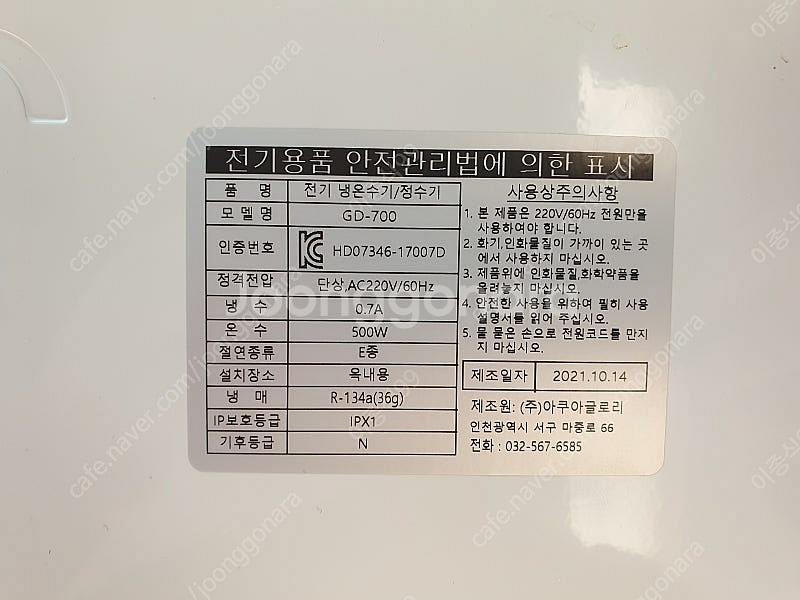 전기용품 안전관리법에 의한 표시
품 명 전기 냉온수기/정수기
모 델 명 GD-700
인증번호 HD07346-17007D
정격전압 단상,AC220V/60Hz
냉 수 0.7A
온 수 500W
절연종류 E종
설치장소 옥내용
냉 매 R-134a(36g)
IP보호등급 IPX1
기후등급 N
사용상주의사항
1. 본 제품은 220V/60Hz 전원만을
사용하여야 합니다.
2. 화기,인화물질이 가까이 있는 곳
에서 사용하지 마십시오.
3. 제품위에 인화물질,화학약품을
올려놓지 마십시오.
4. 안전한 사용을 위하여 필히 사용
설명서를 읽어 주십시오.
5. 물 묻은 손으로 전원코드를 만지
지 마십시오.
제조일자 2021.10.14
제조원: (주)아쿠아글로리
인천광역시 서구 마중로 66
전화 : 032-567-6585
joonggonara
cafe.naver.com/joonggonara